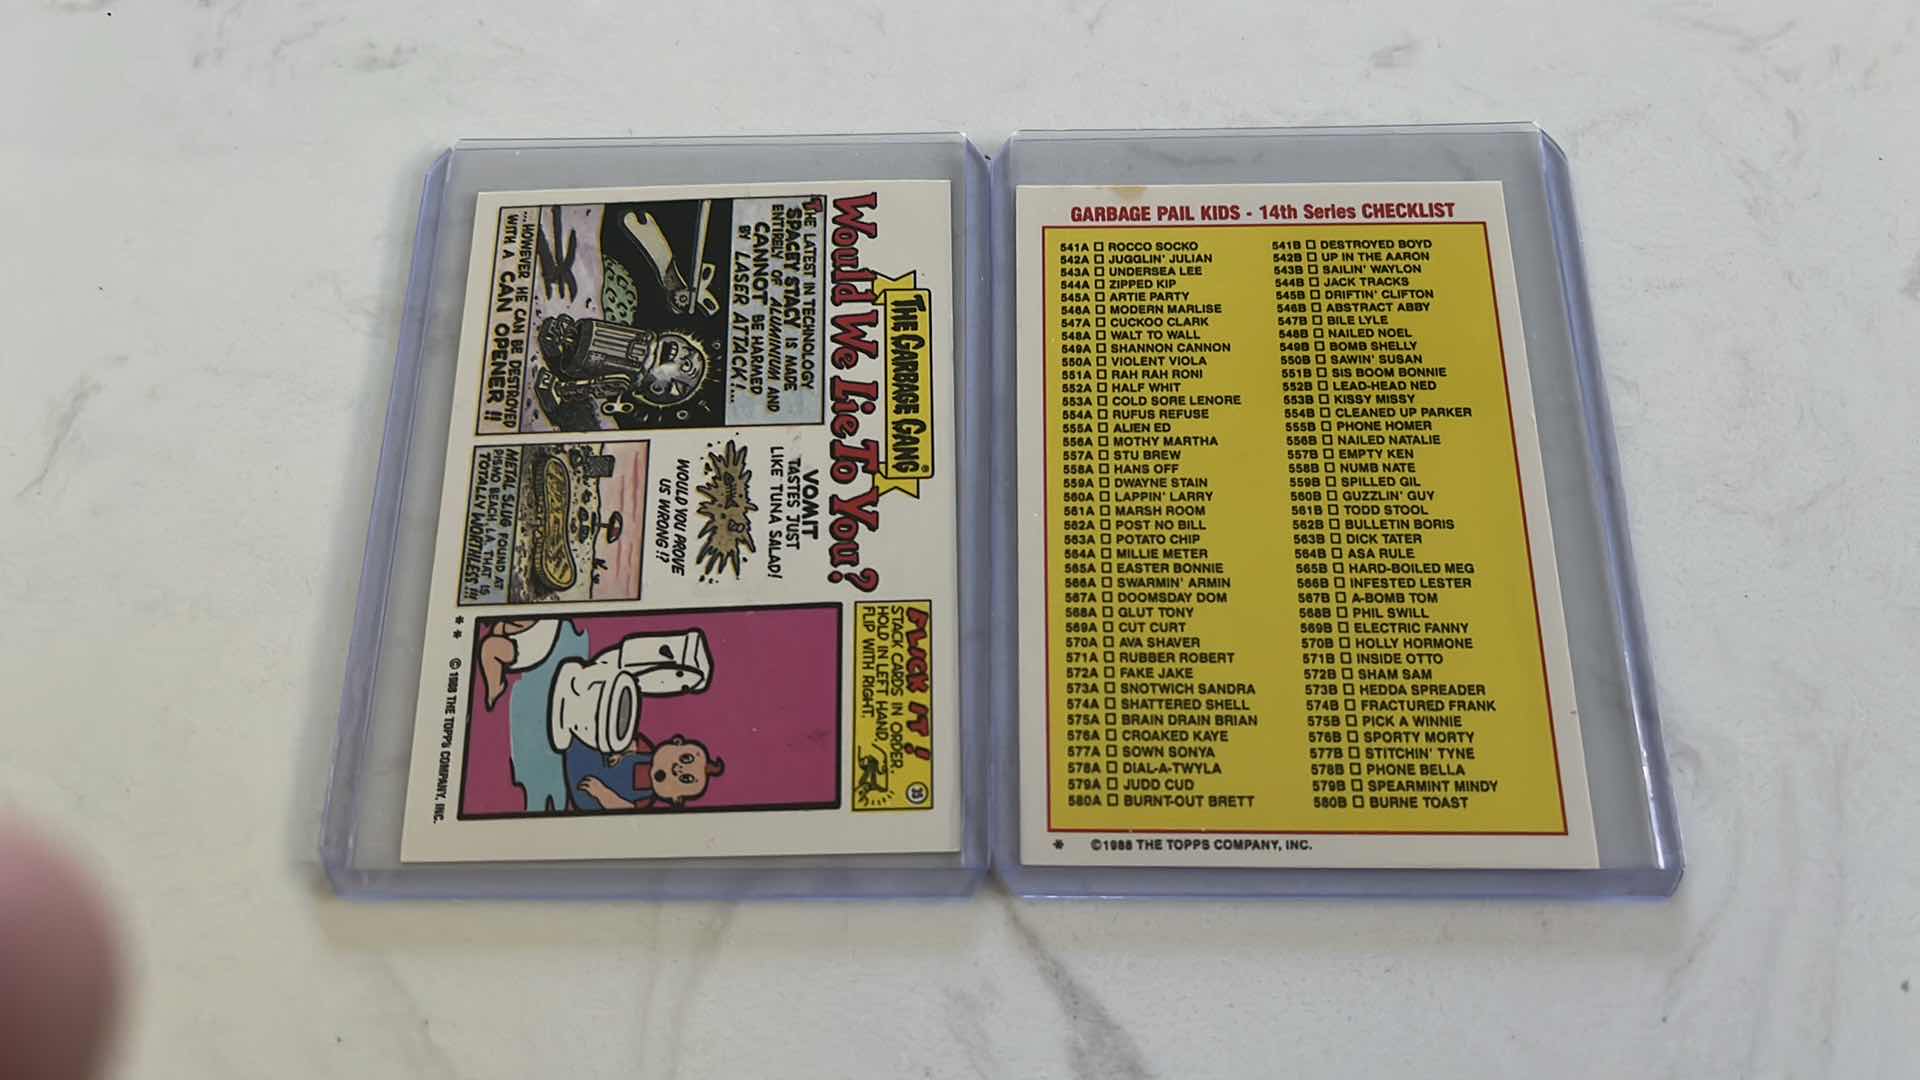 THE GARBAGE GANG®
Would We Lie To You?
THE LATEST IN TECHNOLOGY
SPACEY STACY IS MADE
ENTIRELY OF ALUMINIUM AND
CANNOT BE HARMED
BY LASER ATTACK!...
...HOWEVER HE CAN BE DESTROYED
WITH A CAN OPENER!!
VOMIT
TASTES JUST
LIKE TUNA SALAD!
WOULD YOU PROVE
US WRONG!?
METAL SLUG FOUND AT
PISMO BEACH, LA, THAT IS
TOTALLY WORTHLESS!!!
FLICK IT!
STACK CARDS IN ORDER,
HOLD IN LEFT HAND/
FLIP WITH RIGHT.
35
* * ©1988 THE TOPPS COMPANY, INC.
GARBAGE PAIL KIDS - 14th Series CHECKLIST
541A ROCCO SOCKO
542A JUGGLIN' JULIAN
543A UNDERSEA LEE
544A ZIPPED KIP
545A ARTIE PARTY
546A MODERN MARLISE
547A CUCKOO CLARK
548A WALT TO WALL
549A SHANNON CANNON
550A VIOLENT VIOLA
551A RAH RAH RONI
552A HALF WHIT
553A COLD SORE LENORE
554A RUFUS REFUSE
555A ALIEN ED
556A MOTHY MARTHA
557A STU BREW
558A HANS OFF
559A DWAYNE STAIN
560A LAPPIN' LARRY
561A MARSH ROOM
562A POST NO BILL
563A POTATO CHIP
564A MILLIE METER
565A EASTER BONNIE
566A SWARMIN' ARMIN
567A DOOMSDAY DOM
568A GLUT TONY
569A CUT CURT
570A AVA SHAVER
571A RUBBER ROBERT
572A FAKE JAKE
573A SNOTWICH SANDRA
574A SHATTERED SHELL
575A BRAIN DRAIN BRIAN
576A CROAKED KAYE
577A SOWN SONYA
578A DIAL-A-TWYLA
579A JUDD CUD
580A BURNT-OUT BRETT
541B DESTROYED BOYD
542B UP IN THE AARON
543B SAILIN' WAYLON
544B JACK TRACKS
545B DRIFTIN' CLIFTON
546B ABSTRACT ABBY
547B BILE LYLE
548B NAILED NOEL
549B BOMB SHELLY
550B SAWIN' SUSAN
551B SIS BOOM BONNIE
552B LEAD-HEAD NED
553B KISSY MISSY
554B CLEANED UP PARKER
555B PHONE HOMER
556B NAILED NATALIE
557B EMPTY KEN
558B NUMB NATE
559B SPILLED GIL
560B GUZZLIN' GUY
561B TODD STOOL
562B BULLETIN BORIS
563B DICK TATER
564B ASA RULE
565B HARD-BOILED MEG
566B INFESTED LESTER
567B A-BOMB TOM
568B PHIL SWILL
569B ELECTRIC FANNY
570B HOLLY HORMONE
571B INSIDE OTTO
572B SHAM SAM
573B HEDDA SPREADER
574B FRACTURED FRANK
575B PICK A WINNIE
576B SPORTY MORTY
577B STITCHIN' TYNE
578B PHONE BELLA
579B SPEARMINT MINDY
580B BURNE TOAST
* ©1988 THE TOPPS COMPANY, INC.